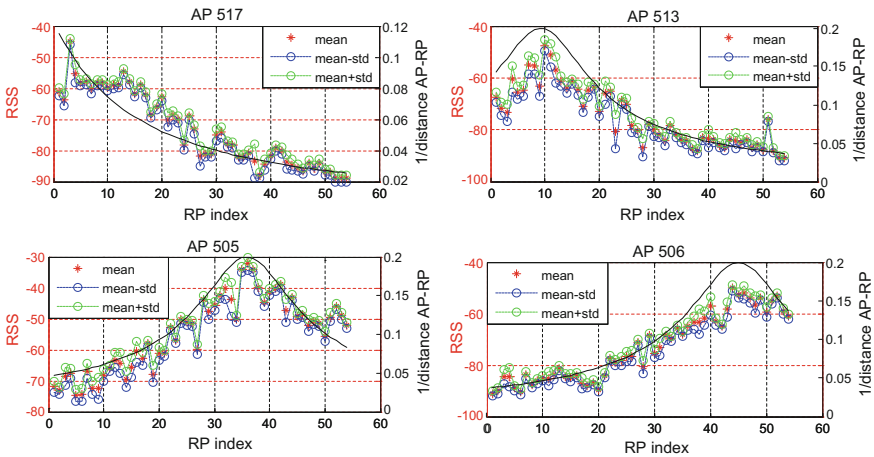 AP 517
AP 513
-40
-50
-60
-70
-80
-90
RSS
0.12
0.1
0.08
0.06
0.04
0.02
1/distance AP-RP
mean
mean-std
mean+std
0 10 20 30 40 50 60
RP index
-40
-60
-80
-100
RSS
0.2
0.15
0.1
0.05
0
1/distance AP-RP
mean
mean-std
mean+std
0 10 20 30 40 50 60
RP index
AP 505
AP 506
-30
-40
-50
-60
-70
-80
RSS
0.2
0.15
0.1
0.05
0
1/distance AP-RP
mean
mean-std
mean+std
0 10 20 30 40 50 60
RP index
-40
-60
-80
-100
RSS
0.2
0.15
0.1
0.05
0
1/distance AP-RP
mean
mean-std
mean+std
0 10 20 30 40 50 60
RP index